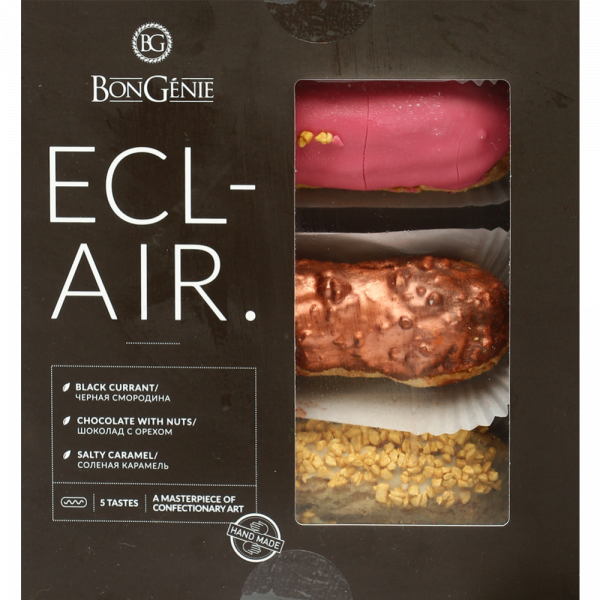 BG
BONGÉNIE
ECL-
AIR.
BLACK CURRANT/
ЧЕРНАЯ СМОРОДИНА
CHOCOLATE WITH NUTS/
ШОКОЛАД С ОРЕХОМ
SALTY CARAMEL/
СОЛЕНАЯ КАРАМЕЛЬ
5 TASTES
A MASTERPIECE OF
CONFECTIONARY ART
HAND MADE